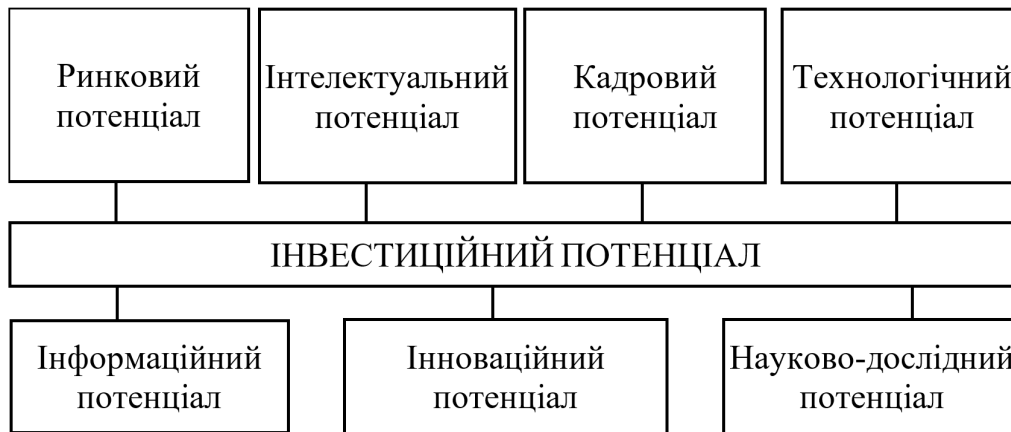 Ринковий
потенціал
Інтелектуальний
потенціал
Кадровий
потенціал
Технологічний
потенціал
ІНВЕСТИЦІЙНИЙ ПОТЕНЦІАЛ
Інформаційний
потенціал
Інноваційний
потенціал
Науково-дослідний
потенціал